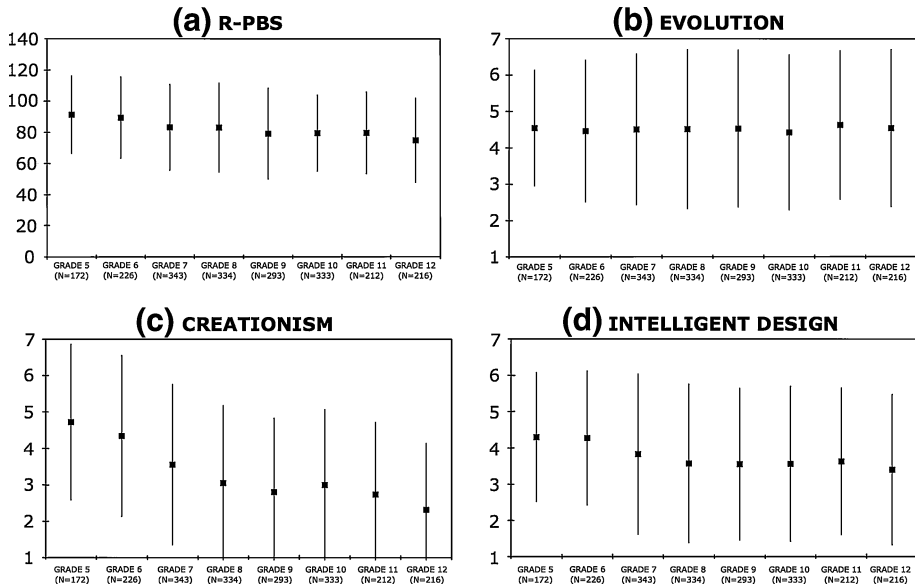 (a) R-PBS
140
120
100
80
60
40
20
0
GRADE 5 GRADE 6 GRADE 7 GRADE 8 GRADE 9 GRADE 10 GRADE 11 GRADE 12
(N=172) (N=226) (N=343) (N=334) (N=293) (N=333) (N=212) (N=216)
(b) EVOLUTION
7
6
5
4
3
2
1
GRADE 5 GRADE 6 GRADE 7 GRADE 8 GRADE 9 GRADE 10 GRADE 11 GRADE 12
(N=172) (N=226) (N=343) (N=334) (N=293) (N=333) (N=212) (N=216)
(c) CREATIONISM
7
6
5
4
3
2
1
GRADE 5 GRADE 6 GRADE 7 GRADE 8 GRADE 9 GRADE 10 GRADE 11 GRADE 12
(N=172) (N=226) (N=343) (N=334) (N=293) (N=333) (N=212) (N=216)
(d) INTELLIGENT DESIGN
7
6
5
4
3
2
1
GRADE 5 GRADE 6 GRADE 7 GRADE 8 GRADE 9 GRADE 10 GRADE 11 GRADE 12
(N=172) (N=226) (N=343) (N=334) (N=293) (N=333) (N=212) (N=216)